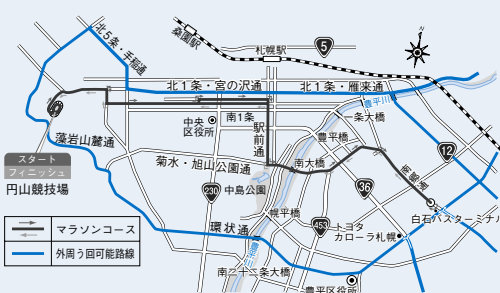 北5条・手稲通
桑園駅
札幌駅
5
N
北1条・宮の沢通
北1条・雁来通
豊平川
南1条
一条大橋
中央
区役所
駅前通
豊平橋
藻岩山麓通
菊水・旭山公園通
南大橋
12
スタート
フィニッシュ
円山競技場
230
中島公園
36
南郷通
白石バスターミナル
幌平橋
環状通
453
トヨタ
カローラ札幌
豊平川
南二十二条大橋
豊平区役所
マラソンコース
外周う回可能路線